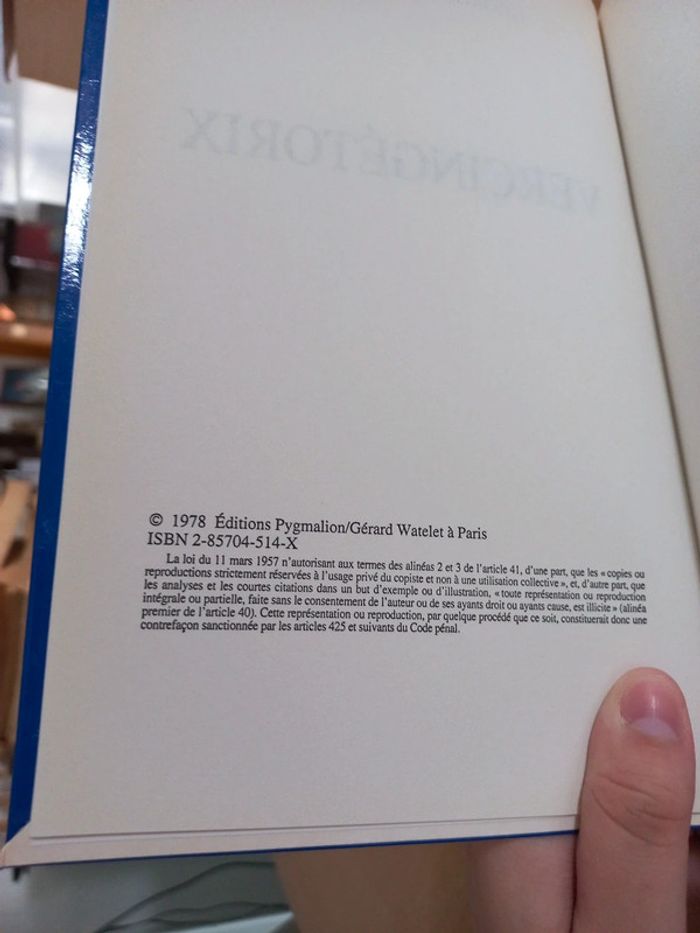 VERCINGÉTORIX
© 1978 Éditions Pygmalion/Gérard Watelet à Paris
ISBN 2-85704-514-X
La loi du 11 mars 1957 n'autorisant aux termes des alinéas 2 et 3 de l'article 41, d'une part, que les « copies ou
reproductions strictement réservées à l'usage privé du copiste et non à une utilisation collective », et, d'autre part, que
les analyses et les courtes citations dans un but d'exemple ou d'illustration, « toute représentation ou reproduction
intégrale ou partielle, faite sans le consentement de l'auteur ou de ses ayants droit ou ayants cause, est illicite » (alinéa
premier de l'article 40). Cette représentation ou reproduction, par quelque procédé que ce soit, constituerait donc une
contrefaçon sanctionnée par les articles 425 et suivants du Code pénal.